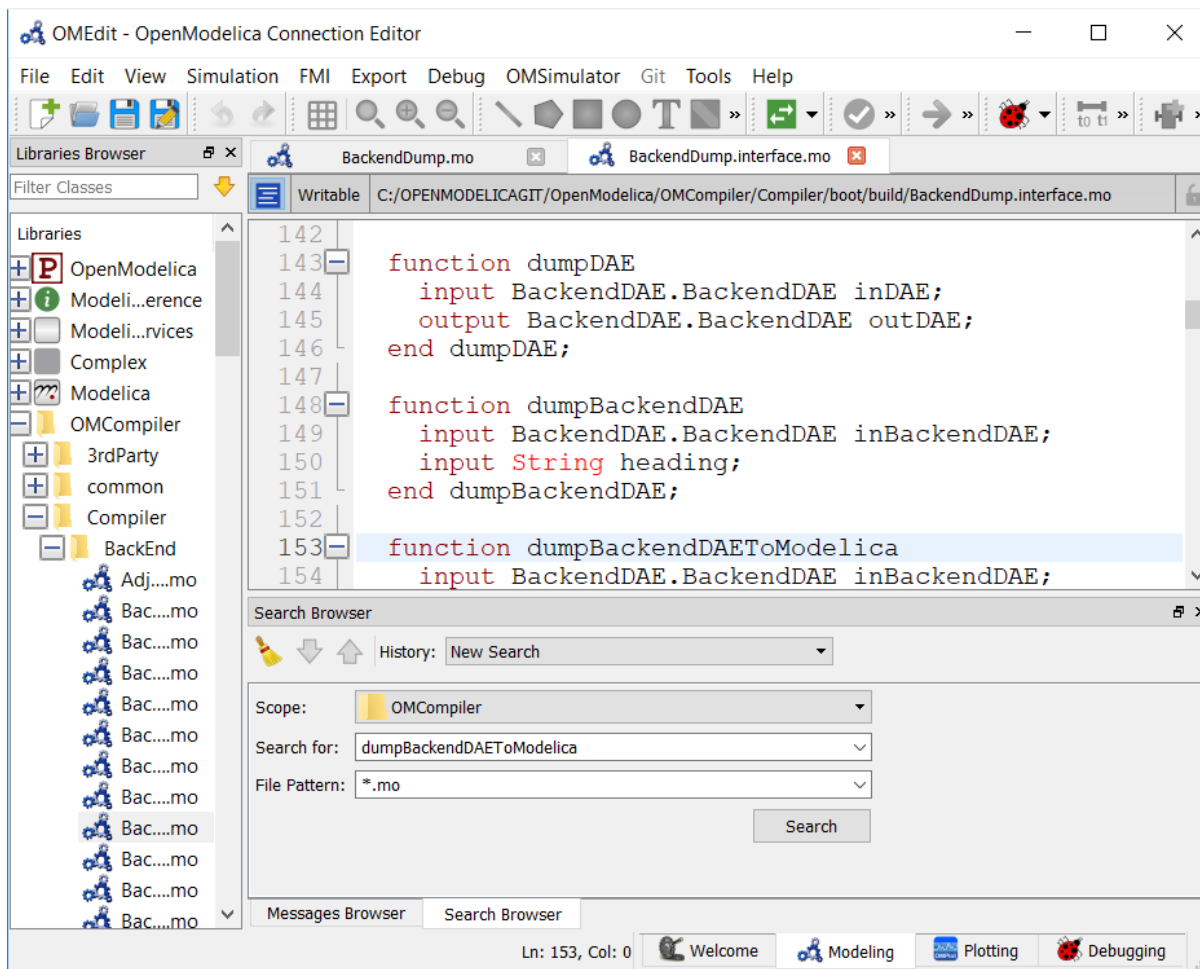 OMEdit - OpenModelica Connection Editor
File Edit View Simulation FMI Export Debug OMSimulator Git Tools Help
T » » » to t1 »
Libraries Browser
BackendDump.mo
BackendDump.interface.mo
Filter Classes
Writable
C:/OPENMODELICAGIT/OpenModelica/OMCompiler/Compiler/boot/build/BackendDump.interface.mo
Libraries
P OpenModelica
i Modeli...erence
Modeli...rvices
Complex
Modelica
OMCompiler
3rdParty
common
Compiler
BackEnd
Adj....mo
Bac....mo
Bac....mo
Bac....mo
Bac....mo
Bac....mo
Bac....mo
Bac....mo
Bac....mo
Bac....mo
Bac....mo
Bac....mo
142
143 function dumpDAE
144 input BackendDAE.BackendDAE inDAE;
145 output BackendDAE.BackendDAE outDAE;
146 end dumpDAE;
147
148 function dumpBackendDAE
149 input BackendDAE.BackendDAE inBackendDAE;
150 input String heading;
151 end dumpBackendDAE;
152
153 function dumpBackendDAEToModelica
154 input BackendDAE.BackendDAE inBackendDAE;
Search Browser
History: New Search
Scope: OMCompiler
Search for: dumpBackendDAEToModelica
File Pattern: *.mo
Search
Messages Browser Search Browser
Ln: 153, Col: 0 Welcome Modeling Plotting Debugging